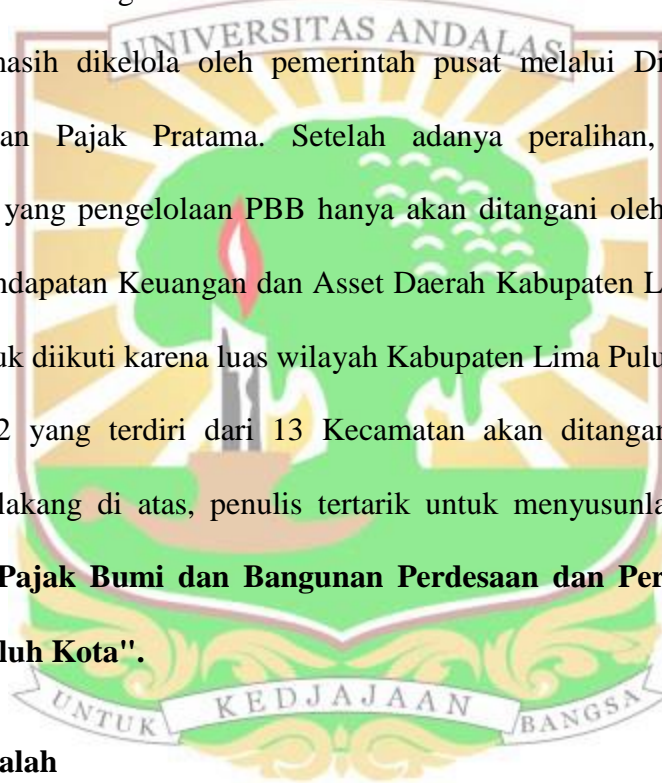 UNIVERSITAS ANDALAS
masih dikelola oleh pemerintah pusat melalui Di
an Pajak Pratama. Setelah adanya peralihan,
yang pengelolaan PBB hanya akan ditangani oleh
ndapatan Keuangan dan Asset Daerah Kabupaten L
uk diikuti karena luas wilayah Kabupaten Lima Pulu
2 yang terdiri dari 13 Kecamatan akan ditangan
lakang di atas, penulis tertarik untuk menyusunla
Pajak Bumi dan Bangunan Perdesaan dan Per
luh Kota".
UNTUK KEDJAJAAN BANGSA
alah